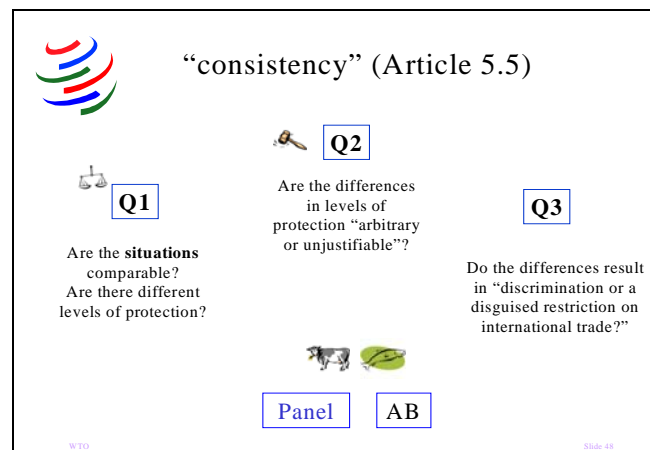 “consistency” (Article 5.5)
Q1
Are the situations
comparable?
Are there different
levels of protection?
Q2
Are the differences
in levels of
protection “arbitrary
or unjustifiable”?
Q3
Do the differences result
in “discrimination or a
disguised restriction on
international trade?”
Panel
AB
WTO
Slide 48